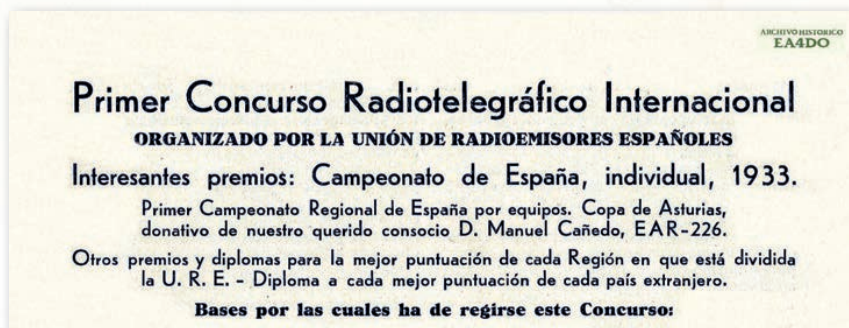 ARCHIVO HISTORICO
EA4DO
Primer Concurso Radiotelegráfico Internacional
ORGANIZADO POR LA UNIÓN DE RADIOEMISORES ESPAÑOLES
Interesantes premios: Campeonato de España, individual, 1933.
Primer Campeonato Regional de España por equipos. Copa de Asturias,
donativo de nuestro querido consocio D. Manuel Cañedo, EAR-226.
Otros premios y diplomas para la mejor puntuación de cada Región en que está dividida
la U. R. E. - Diploma a cada mejor puntuación de cada país extranjero.
Bases por las cuales ha de regirse este Concurso: